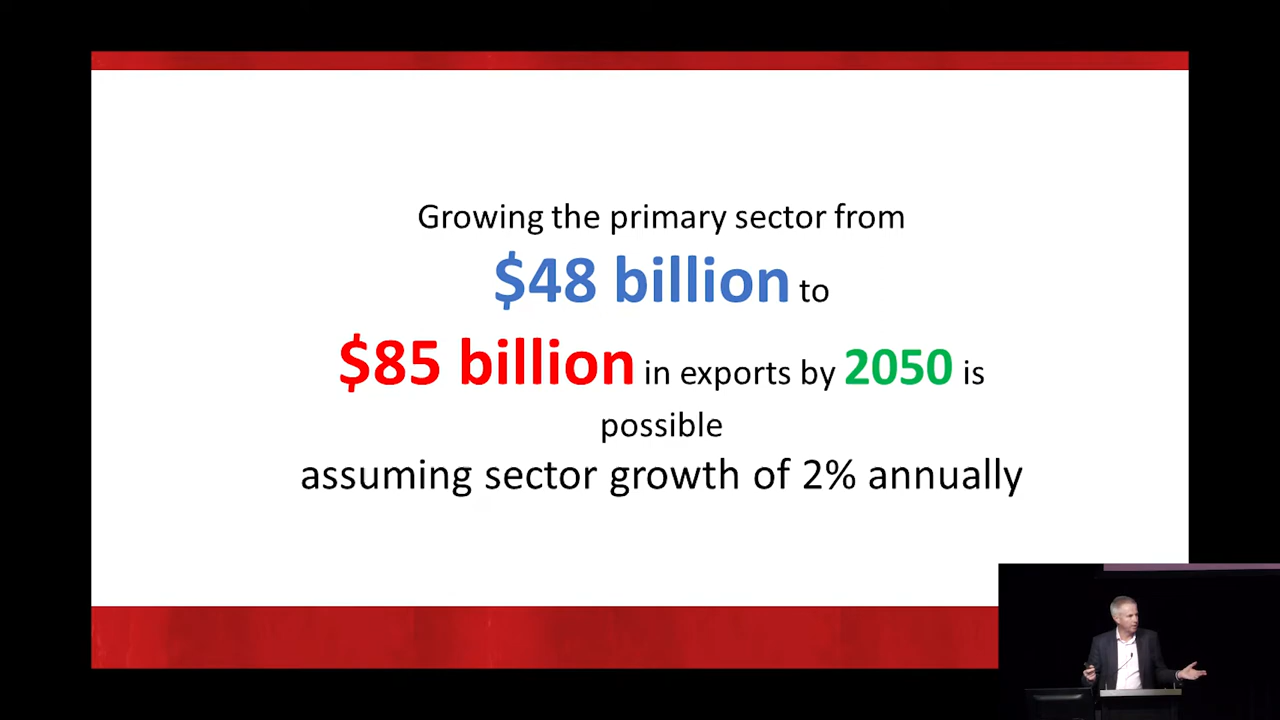 Growing the primary sector from
$48 billion to
$85 billion in exports by 2050 is
possible
assuming sector growth of 2% annually